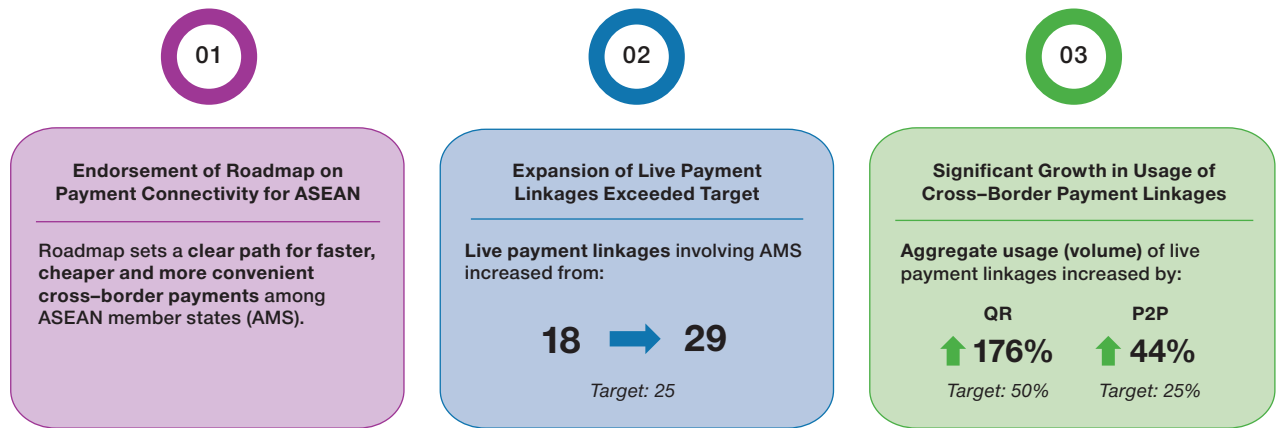 01
Endorsement of Roadmap on
Payment Connectivity for ASEAN
Roadmap sets a clear path for faster,
cheaper and more convenient
cross–border payments among
ASEAN member states (AMS).
02
Expansion of Live Payment
Linkages Exceeded Target
Live payment linkages involving AMS
increased from:
18 29
Target: 25
03
Significant Growth in Usage of
Cross–Border Payment Linkages
Aggregate usage (volume) of live
payment linkages increased by:
QR P2P
176% 44%
Target: 50% Target: 25%